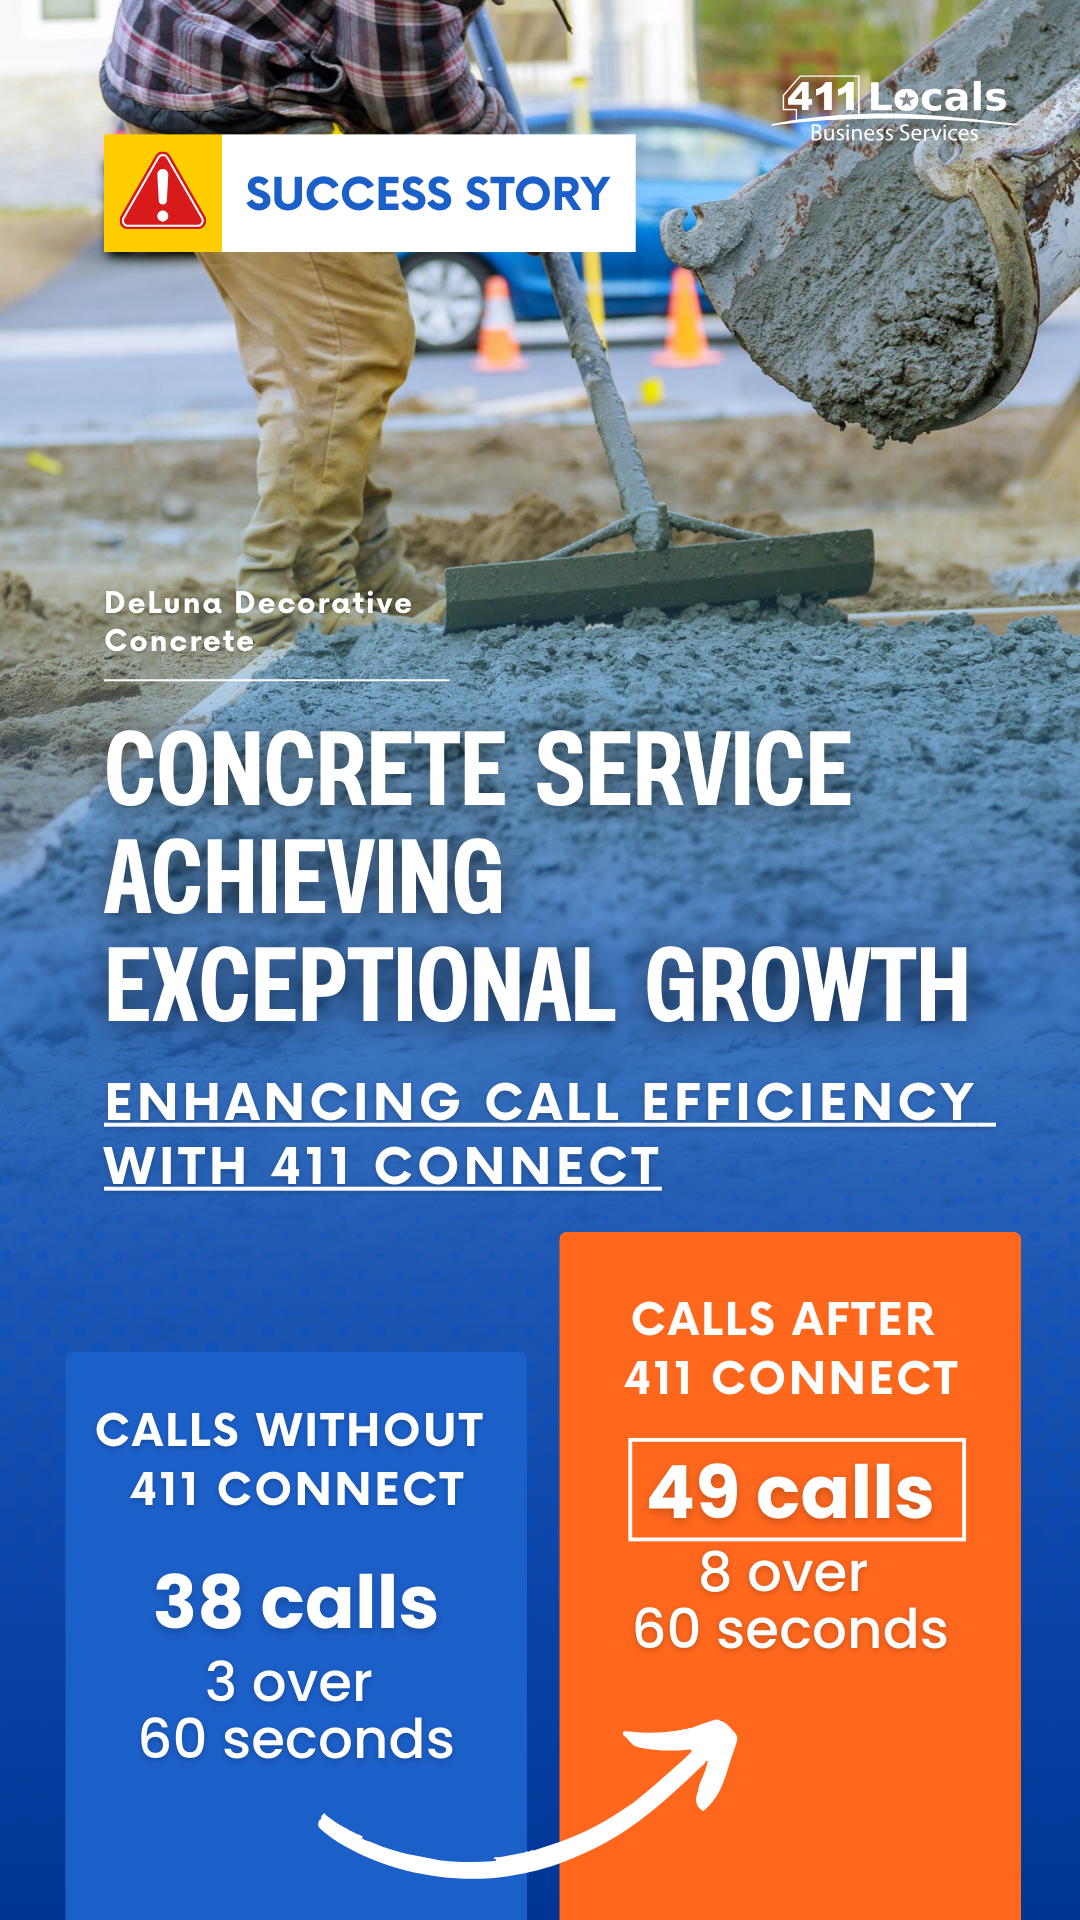 411 Locals
Business Services
SUCCESS STORY
DeLuna Decorative
Concrete
CONCRETE SERVICE
ACHIEVING
EXCEPTIONAL GROWTH
ENHANCING CALL EFFICIENCY
WITH 411 CONNECT
CALLS WITHOUT
411 CONNECT
38 calls
3 over
60 seconds
CALLS AFTER
411 CONNECT
49 calls
8 over
60 seconds